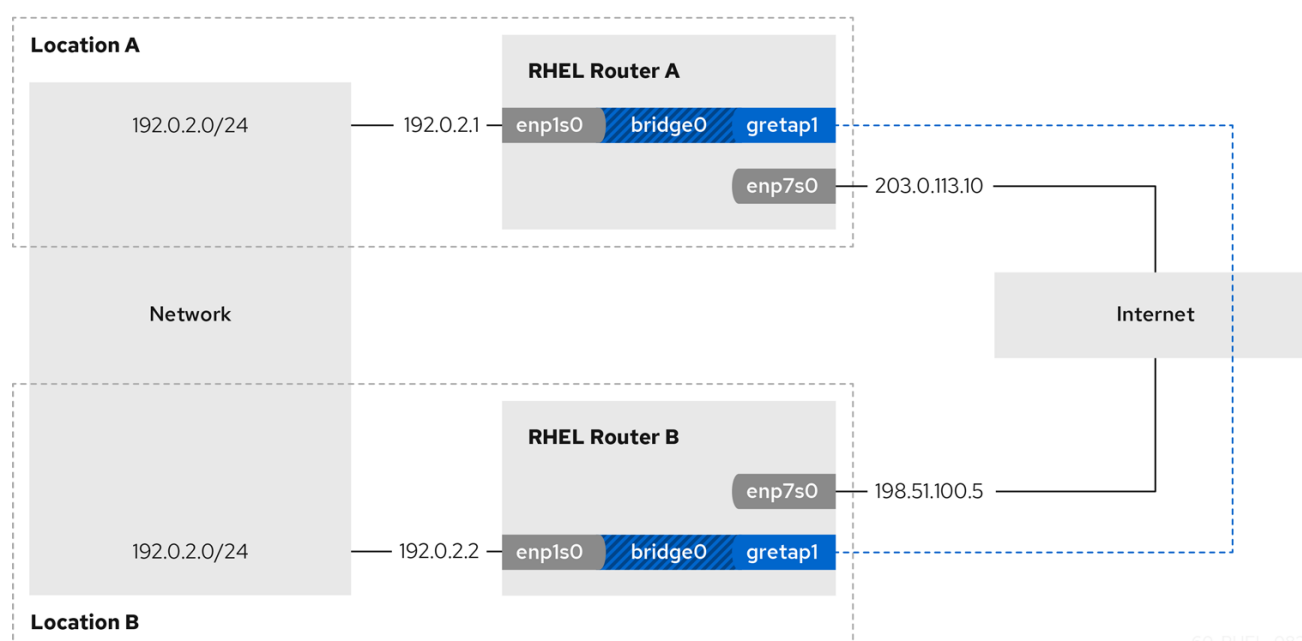 Location A
RHEL Router A
192.0.2.0/24
192.0.2.1
enp1s0
bridge0
gretap1
enp7s0
203.0.113.10
Network
Internet
RHEL Router B
enp7s0
198.51.100.5
192.0.2.0/24
192.0.2.2
enp1s0
bridge0
gretap1
Location B